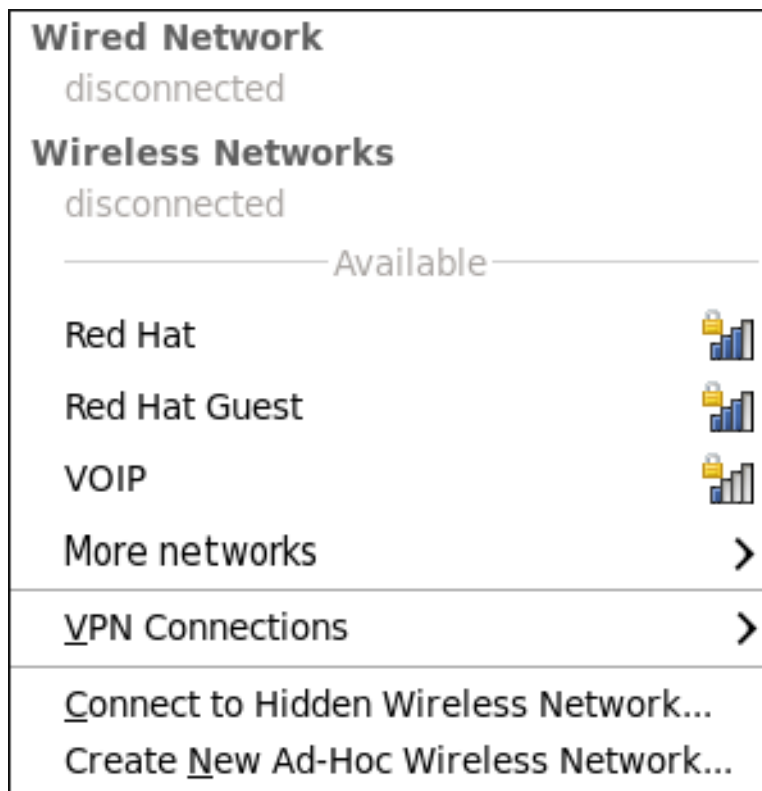 Wired Network
disconnected
Wireless Networks
disconnected
Available
Red Hat
Red Hat Guest
VOIP
More networks
VPN Connections
Connect to Hidden Wireless Network...
Create New Ad-Hoc Wireless Network...